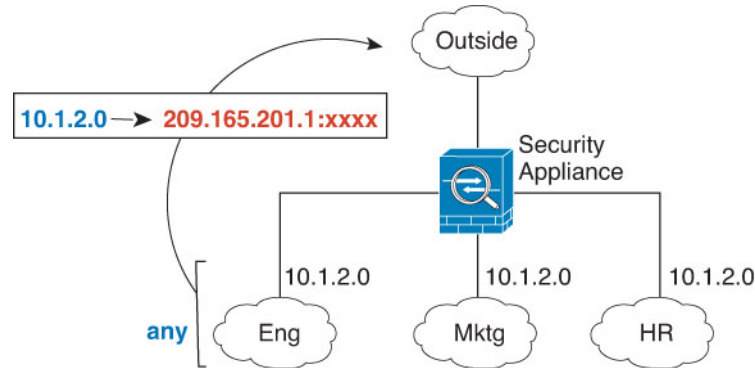 Outside
10.1.2.0 209.165.201.1:xxxx
Security
Appliance
10.1.2.0 10.1.2.0 10.1.2.0
any Eng Mktg HR